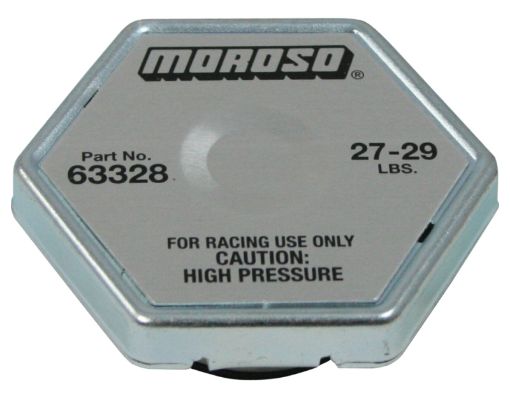 MOROSO®
Part No.
63328
27-29
LBS.
FOR RACING USE ONLY
CAUTION:
HIGH PRESSURE